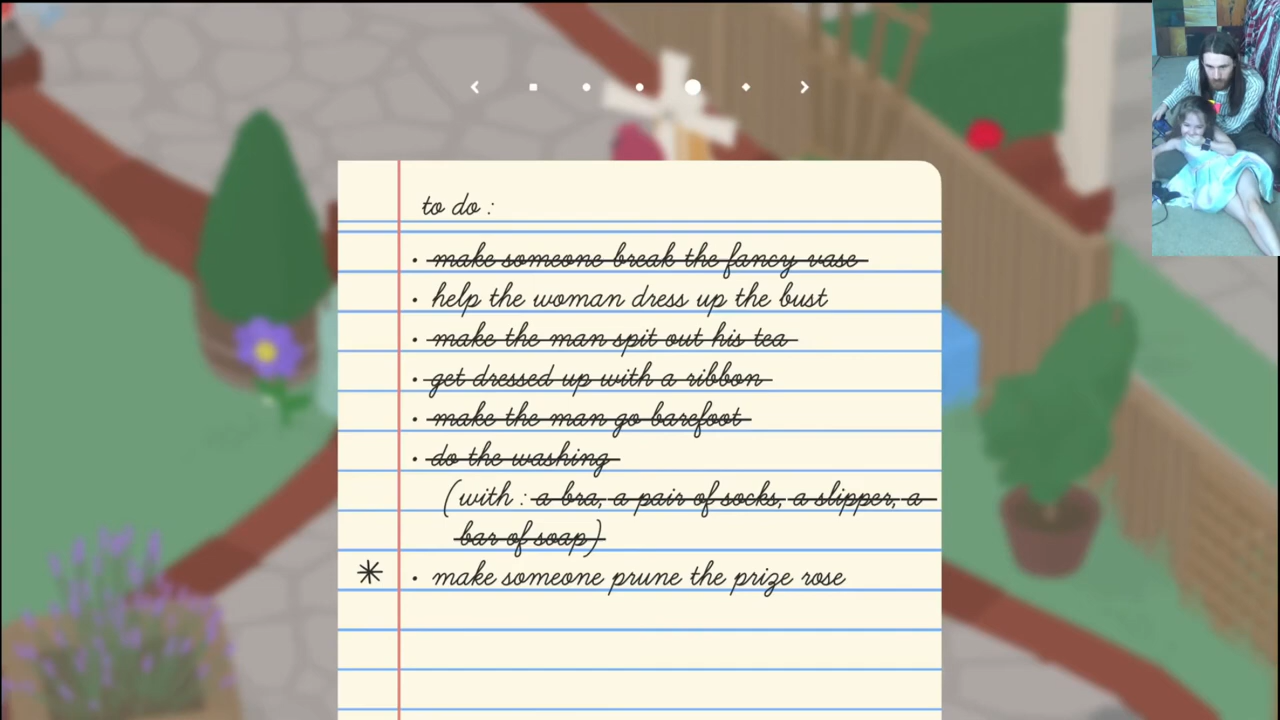 to do :
• make someone break the fancy vase
• help the woman dress up the bust
• make the man spit out his tea
• get dressed up with a ribbon
• make the man go barefoot
• do the washing
(with : a bra, a pair of socks, a slipper, a
bar of soap)
* • make someone prune the prize rose